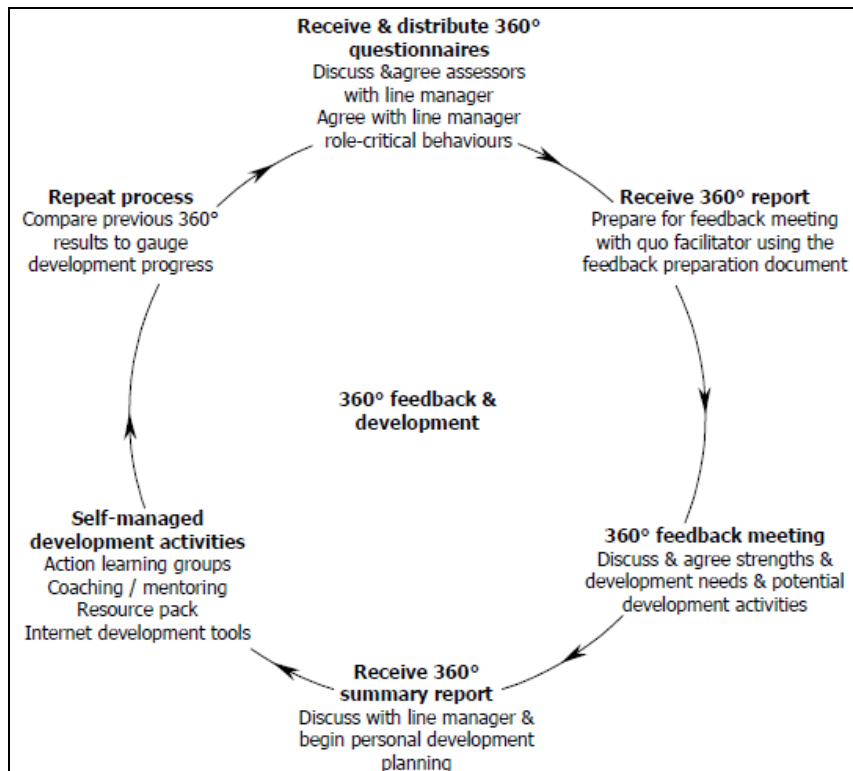 Receive & distribute 360°
questionnaires
Discuss &agree assessors
with line manager
Agree with line manager
role-critical behaviours
Receive 360° report
Prepare for feedback meeting
with quo facilitator using the
feedback preparation document
360° feedback meeting
Discuss & agree strengths &
development needs & potential
development activities
Receive 360°
summary report
Discuss with line manager &
begin personal development
planning
Self-managed
development activities
Action learning groups
Coaching / mentoring
Resource pack
Internet development tools
Repeat process
Compare previous 360°
results to gauge
development progress
360° feedback &
development